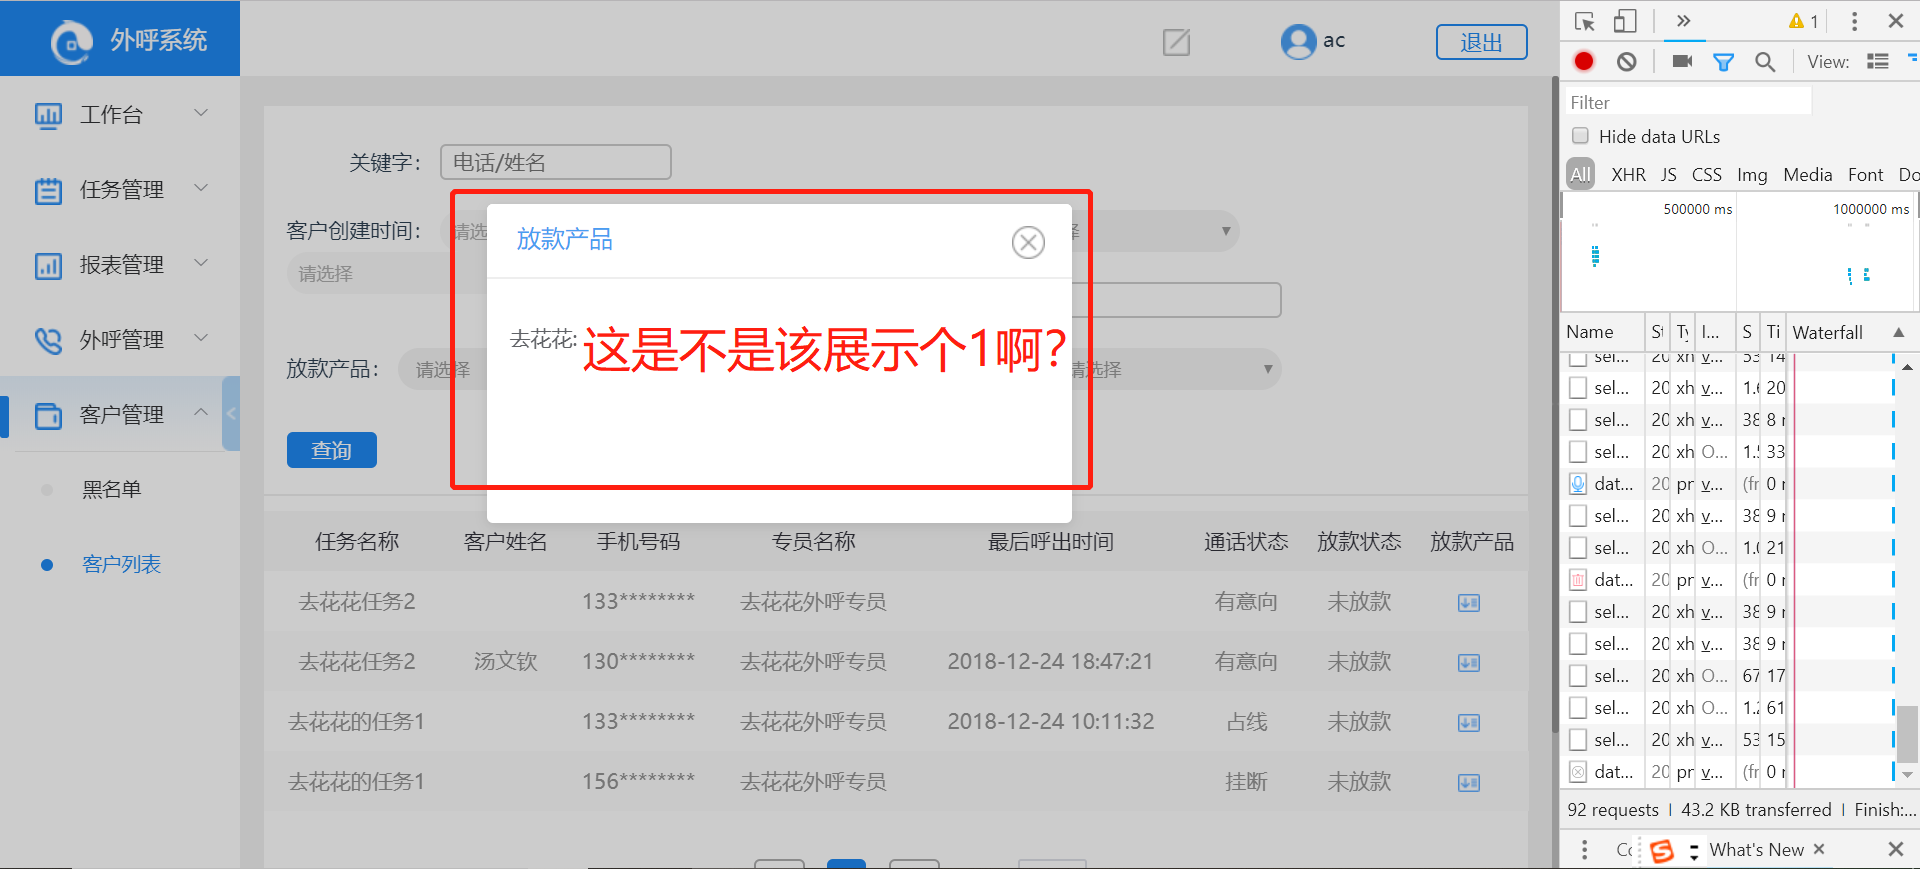 外呼系统
ac
退出
工作台
任务管理
报表管理
外呼管理
客户管理
黑名单
客户列表
关键字：
电话/姓名
客户创建时间：
请选
请选择
放款产品：
请选择
请选择
查询
放款产品
去花花:
这是不是该展示个1啊?
任务名称 客户姓名 手机号码 专员名称 最后呼出时间 通话状态 放款状态 放款产品
去花花任务2 133******** 去花花外呼专员 有意向 未放款
去花花任务2 汤文钦 130******** 去花花外呼专员 2018-12-24 18:47:21 有意向 未放款
去花花的任务1 133******** 去花花外呼专员 2018-12-24 10:11:32 占线 未放款
去花花的任务1 156******** 去花花外呼专员 挂断 未放款
1
View:
Filter
Hide data URLs
All XHR JS CSS Img Media Font Do
500000 ms 1000000 ms
Name St Ty I... S Ti Waterfall
sel... 20 xh v... 53 14
sel... 20 xh v... 1.6 20
sel... 20 xh v... 38 8
sel... 20 xh O... 1.5 33
dat... 20 pr v... (fr 0
sel... 20 xh v... 38 9
sel... 20 xh O... 1.0 21
dat... 20 pr v... (fr 0
sel... 20 xh v... 38 9
sel... 20 xh v... 38 9
sel... 20 xh O... 67 17
sel... 20 xh O... 1.2 61
sel... 20 xh v... 53 15
dat... 20 pr v... (fr 0
92 requests | 43.2 KB transferred | Finish:...
What's New